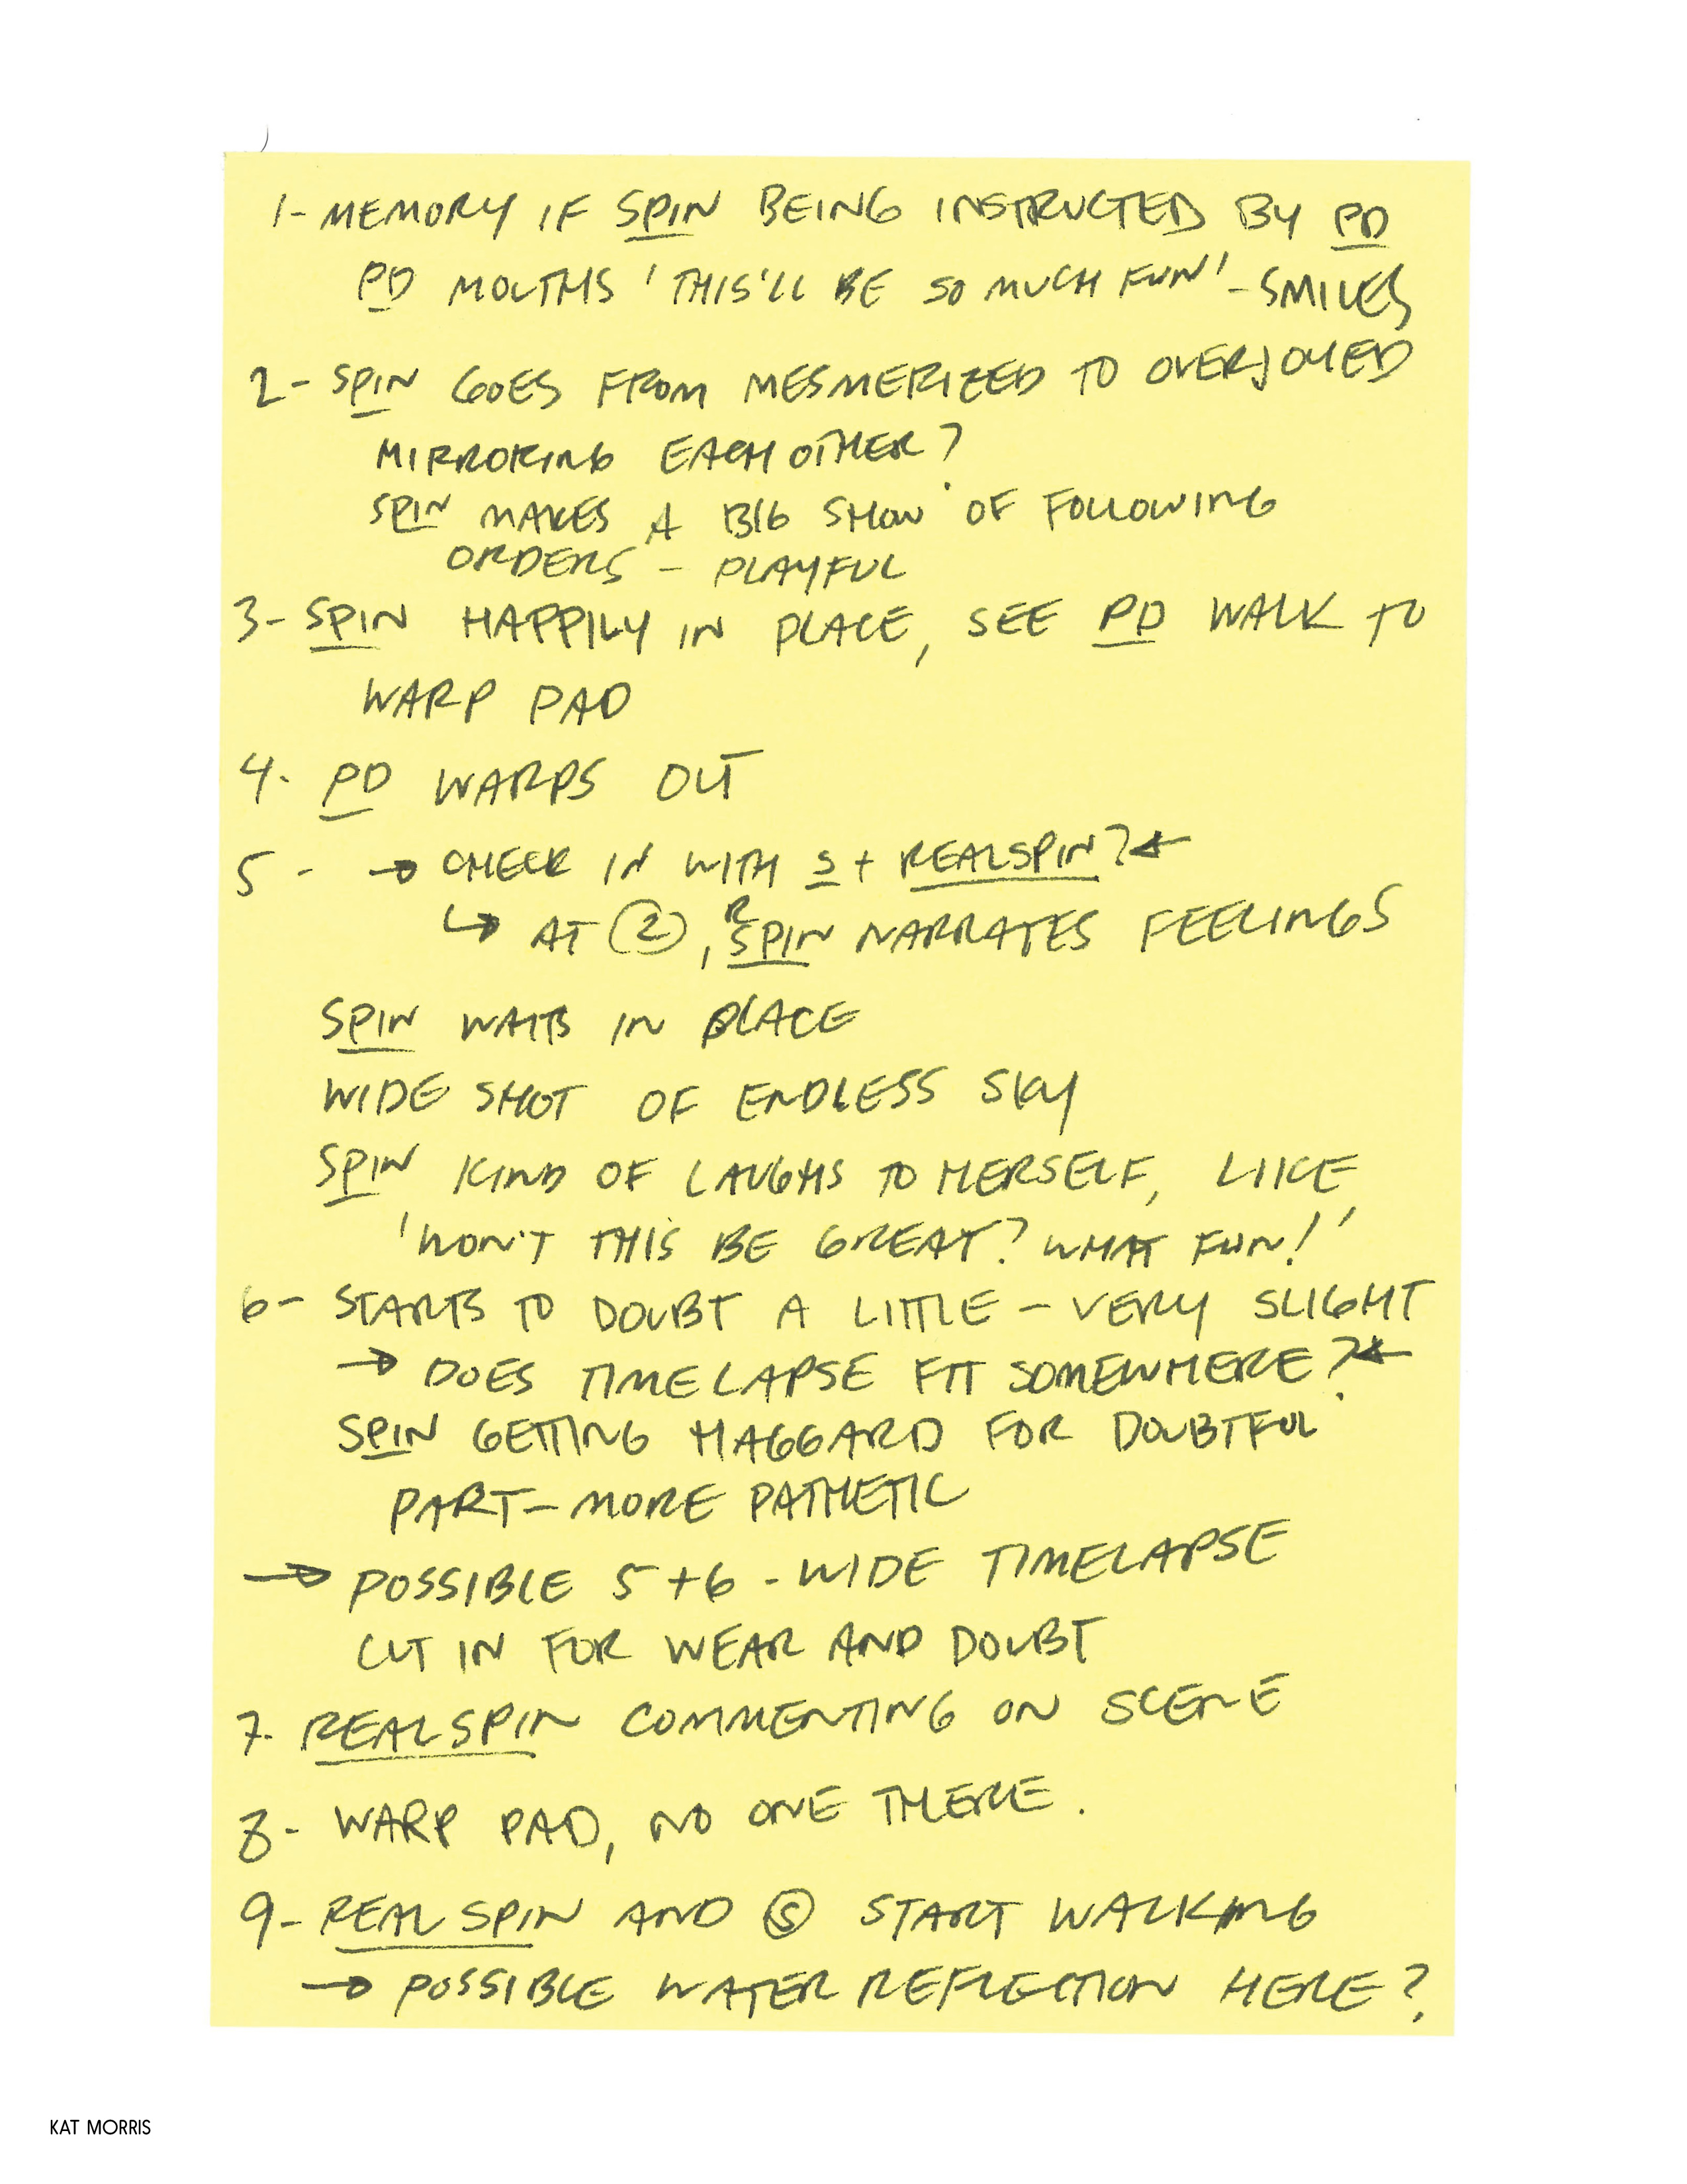 1- MEMORY IF SPIN BEING INSTRUCTED BY PD
PD MOUTHS 'THIS'LL BE SO MUCH FUN' - SMILES
2- SPIN GOES FROM MESMERIZED TO OVERJOYED
MIRRORING EACH OTHER?
SPIN MAKES A BIG SHOW OF FOLLOWING
ORDERS - PLAYFUL
3- SPIN HAPPILY IN PLACE, SEE PD WALK TO
WARP PAD
4- PD WARPS OUT
5 - → CHECK IN WITH S + REALSPIN? ←
↳ AT ②, R SPIN NARRATES FEELINGS
SPIN WAITS IN PLACE
WIDE SHOT OF ENDLESS SKY
SPIN KIND OF LAUGHS TO HERSELF, LIKE
'WON'T THIS BE GREAT? WHAT FUN!'
6- STARTS TO DOUBT A LITTLE - VERY SLIGHT
→ DOES TIMELAPSE FIT SOMEWHERE? ←
SPIN GETTING HAGGARD FOR DOUBTFUL
PART - MORE PATHETIC
→ POSSIBLE 5+6 - WIDE TIMELAPSE
CUT IN FOR WEAR AND DOUBT
7- REALSPIN COMMENTING ON SCENE
8- WARP PAD, NO ONE THERE.
9- REALSPIN AND Ⓢ START WALKING
→ POSSIBLE WATER REFLECTION HERE?
KAT MORRIS